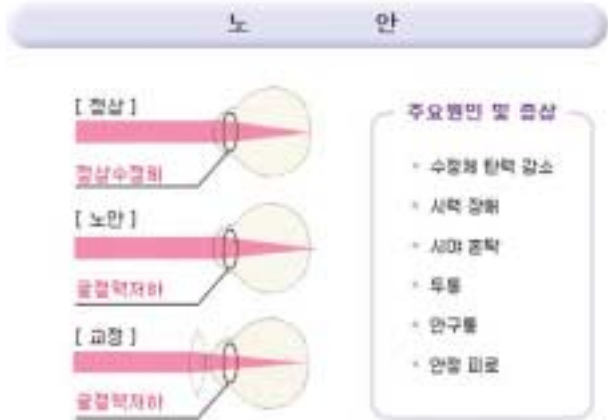 노 안
[ 정상 ]
정상수정체
[ 노안 ]
굴절력저하
[ 교정 ]
굴절력저하
주요원인 및 증상
· 수정체 탄력 감소
· 시력 장애
· 시야 혼탁
· 두통
· 안구통
· 안정 피로